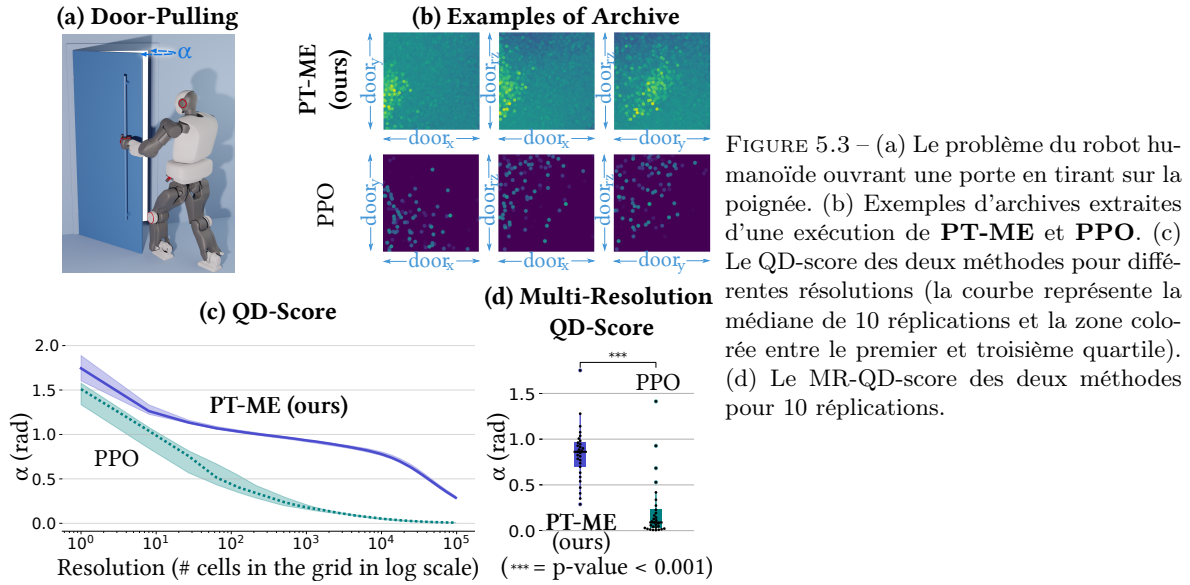 (a) Door-Pulling
α
(b) Examples of Archive
PT-ME
(ours)
door_y
door_x
door_rz
door_x
door_rz
door_y
PPO
door_y
door_x
door_rz
door_x
door_rz
door_y
FIGURE 5.3 – (a) Le problème du robot hu-
manoïde ouvrant une porte en tirant sur la
poignée. (b) Exemples d'archives extraites
d'une exécution de PT-ME et PPO. (c)
Le QD-score des deux méthodes pour diffé-
rentes résolutions (la courbe représente la
médiane de 10 réplications et la zone colo-
rée entre le premier et troisième quartile).
(d) Le MR-QD-score des deux méthodes
pour 10 réplications.
(c) QD-Score
α (rad)
2.0
1.5
1.0
0.5
0.0
PT-ME (ours)
PPO
10^0
10^1
10^2
10^3
10^4
10^5
Resolution (# cells in the grid in log scale)
(d) Multi-Resolution
QD-Score
***
PPO
α (rad)
1.5
1.0
0.5
0.0
PT-ME
(ours)
(*** = p-value < 0.001)